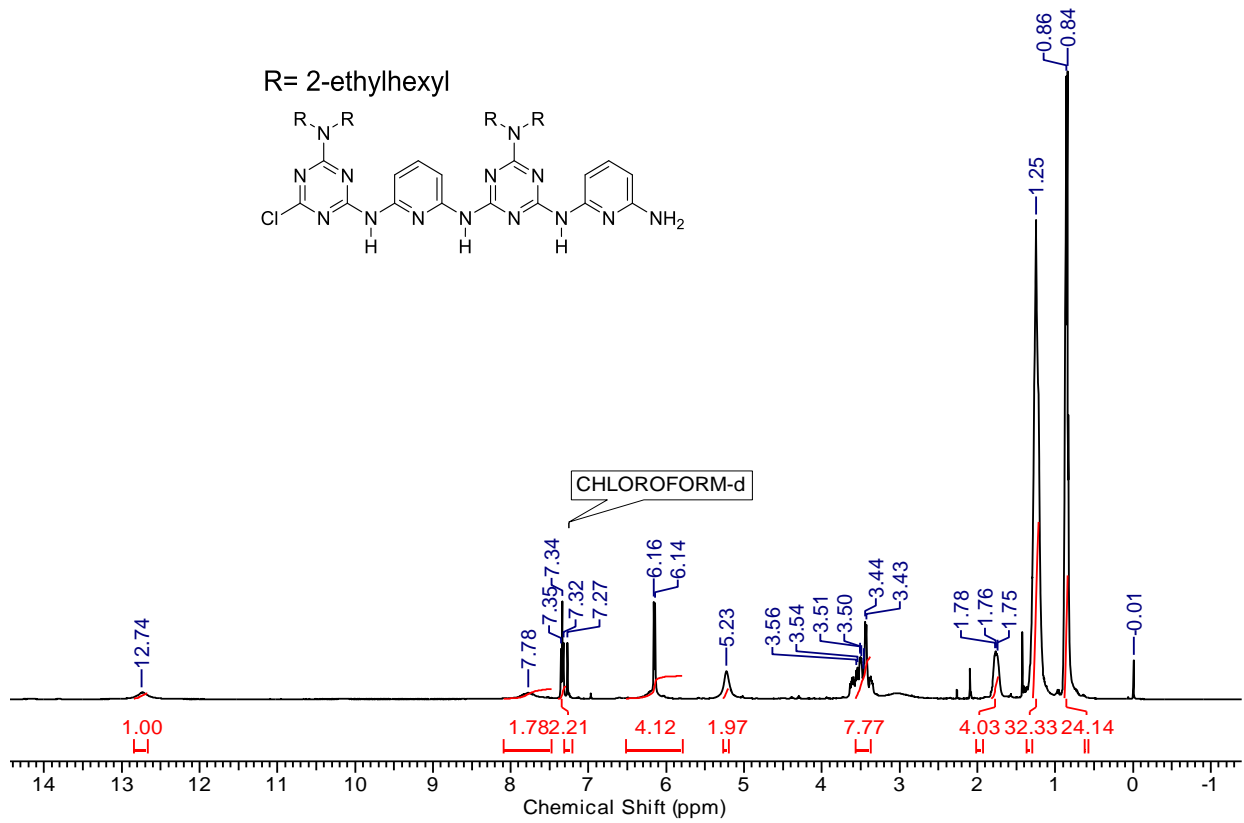 R= 2-ethylhexyl
R R R R
N N
N N N N
Cl N N N N N N NH2
H H H
CHLOROFORM-d
12.74
7.78
7.35
7.34
7.32
7.27
6.16
6.14
5.23
3.56
3.54
3.51
3.50
3.44
3.43
1.78
1.76
1.75
1.25
0.86
0.84
-0.01
1.00 1.78 2.21 4.12 1.97 7.77 4.03 32.33 24.14
14 13 12 11 10 9 8 7 6 5 4 3 2 1 0 -1
Chemical Shift (ppm)